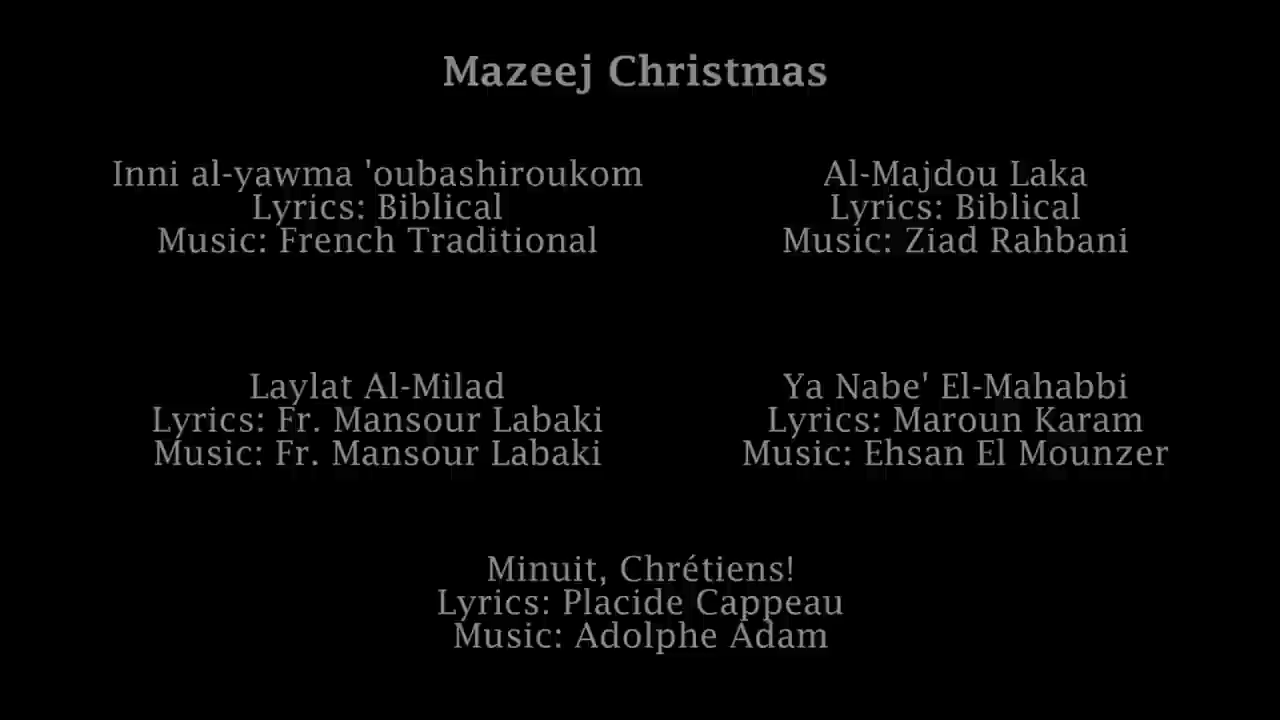 Mazeej Christmas
Inni al-yawma 'oubashiroukom
Lyrics: Biblical
Music: French Traditional
Al-Majdou Laka
Lyrics: Biblical
Music: Ziad Rahbani
Laylat Al-Milad
Lyrics: Fr. Mansour Labaki
Music: Fr. Mansour Labaki
Ya Nabe' El-Mahabbi
Lyrics: Maroun Karam
Music: Ehsan El Mounzer
Minuit, Chrétiens!
Lyrics: Placide Cappeau
Music: Adolphe Adam